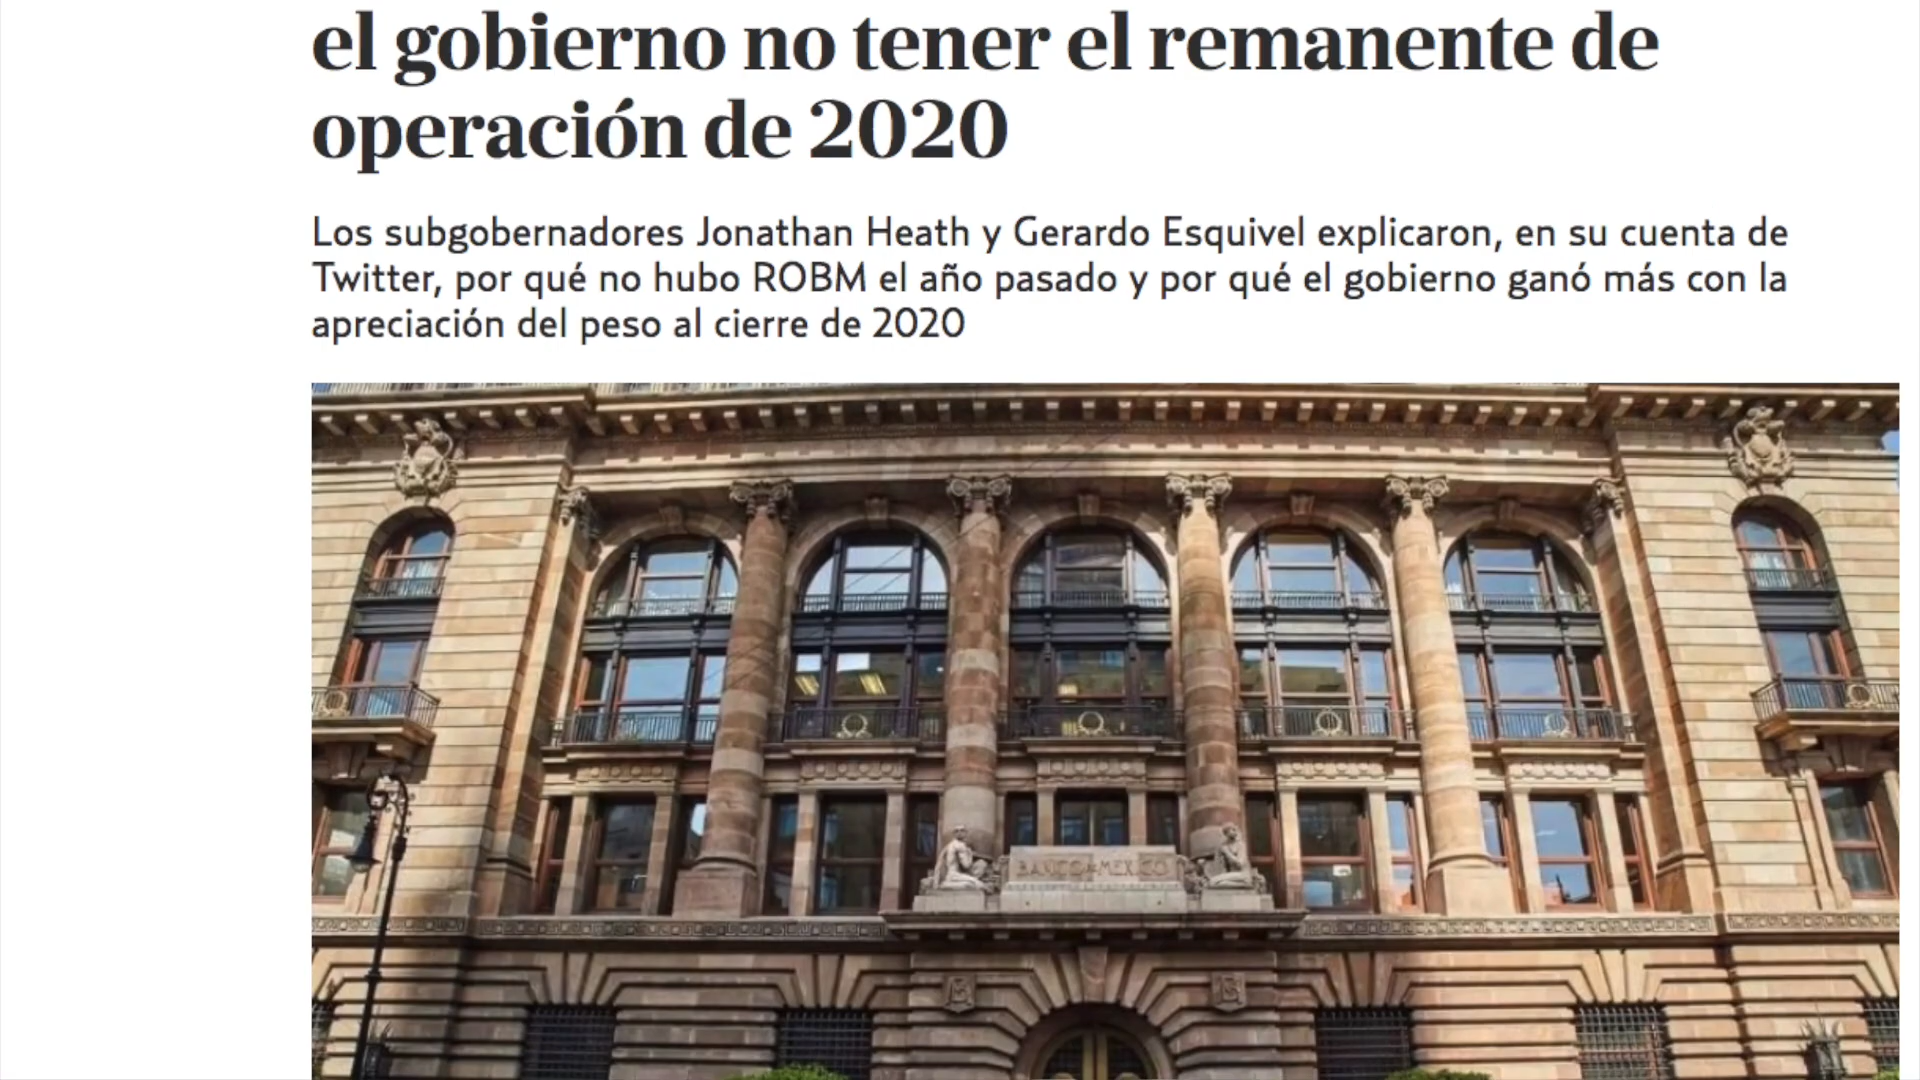 el gobierno no tener el remanente de
operación de 2020
Los subgobernadores Jonathan Heath y Gerardo Esquivel explicaron, en su cuenta de
Twitter, por qué no hubo ROBM el año pasado y por qué el gobierno ganó más con la
apreciación del peso al cierre de 2020
BANCO DE MEXICO